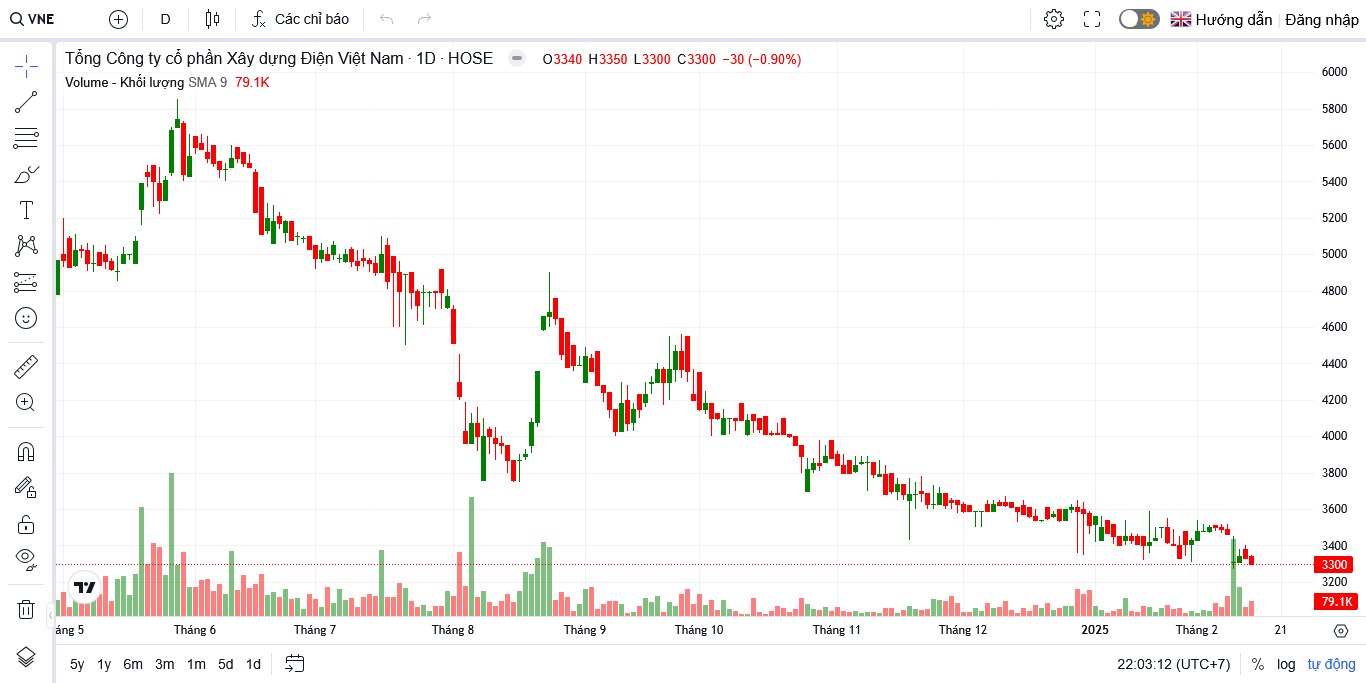 VNE D Các chỉ báo Hướng dẫn Đăng nhập
Tổng Công ty cổ phần Xây dựng Điện Việt Nam · 1D · HOSE O3340 H3350 L3300 C3300 −30 (−0.90%)
Volume - Khối lượng SMA 9 79.1K
6000
5800
5600
5400
5200
5000
4800
4600
4400
4200
4000
3800
3600
3400
3300
3200
79.1K
áng 5 Tháng 6 Tháng 7 Tháng 8 Tháng 9 Tháng 10 Tháng 11 Tháng 12 2025 Tháng 2 21
5y 1y 6m 3m 1m 5d 1d 22:03:12 (UTC+7) % log tự động